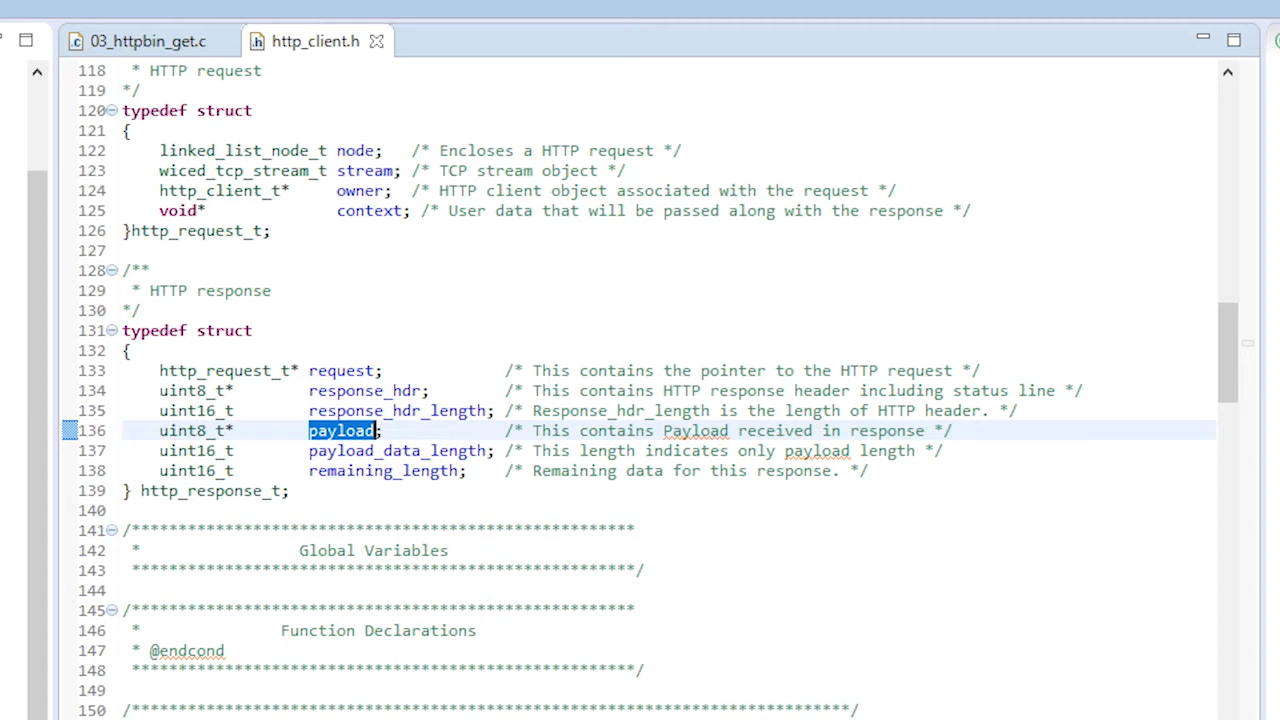 03_httpbin_get.c
http_client.h
118 * HTTP request
119 */
120 typedef struct
121 {
122 linked_list_node_t node; /* Encloses a HTTP request */
123 wiced_tcp_stream_t stream; /* TCP stream object */
124 http_client_t* owner; /* HTTP client object associated with the request */
125 void* context; /* User data that will be passed along with the response */
126 }http_request_t;
127
128 /**
129 * HTTP response
130 */
131 typedef struct
132 {
133 http_request_t* request; /* This contains the pointer to the HTTP request */
134 uint8_t* response_hdr; /* This contains HTTP response header including status line */
135 uint16_t response_hdr_length; /* Response_hdr_length is the length of HTTP header. */
136 uint8_t* payload; /* This contains Payload received in response */
137 uint16_t payload_data_length; /* This length indicates only payload length */
138 uint16_t remaining_length; /* Remaining data for this response. */
139 } http_response_t;
140
141 /******************************************************
142 * Global Variables
143 ******************************************************/
144
145 /******************************************************
146 * Function Declarations
147 * @endcond
148 ******************************************************/
149
150 /*****************************************************************************/